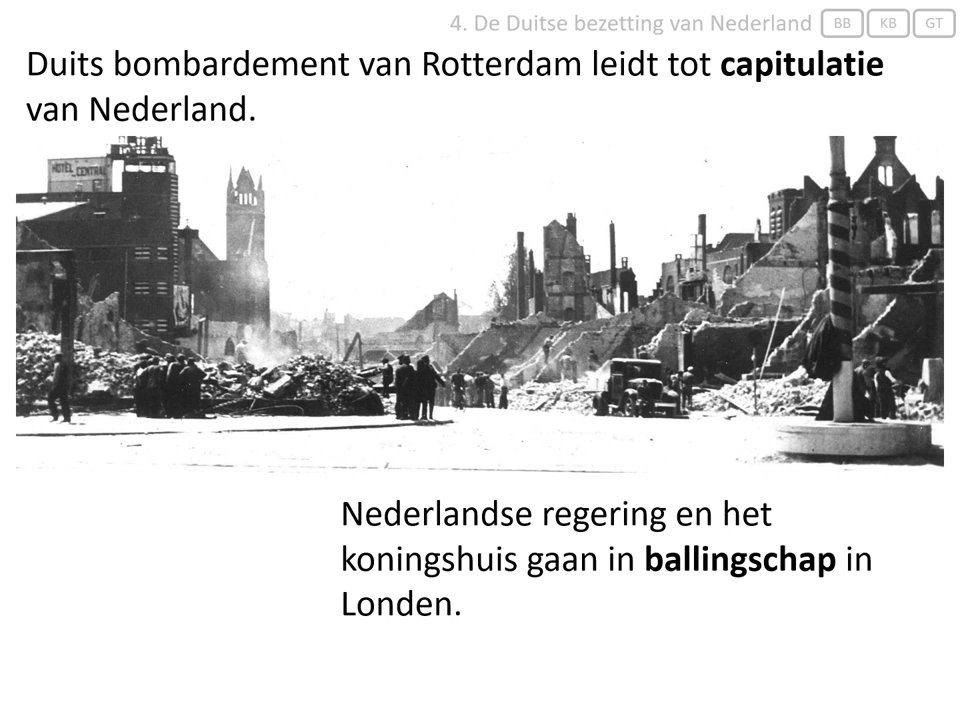 4. De Duitse bezetting van Nederland BB KB GT
Duits bombardement van Rotterdam leidt tot capitulatie
van Nederland.
HOTEL CENTRAL
Nederlandse regering en het
koningshuis gaan in ballingschap in
Londen.